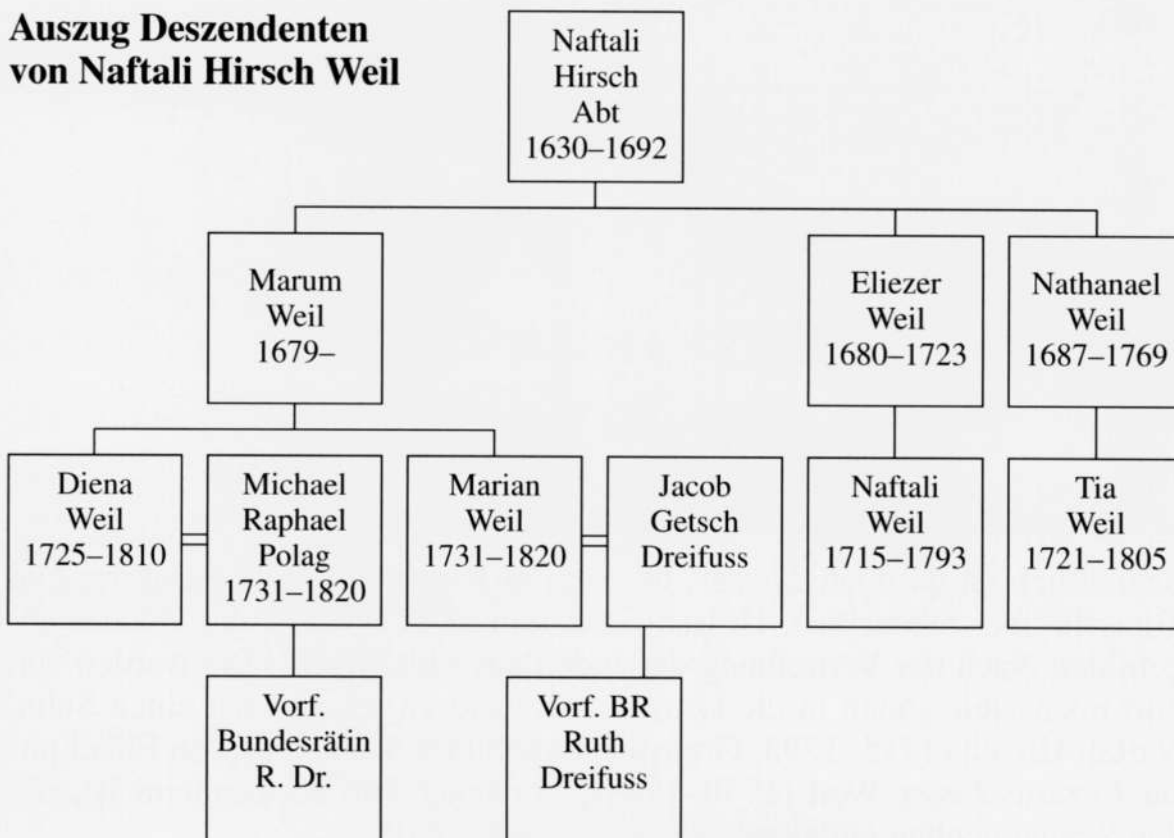 Auszug Deszendenten
von Naftali Hirsch Weil
Naftali
Hirsch
Abt
1630–1692
Marum
Weil
1679–
Eliezer
Weil
1680–1723
Nathanael
Weil
1687–1769
Diena
Weil
1725–1810
Michael
Raphael
Polag
1731–1820
Marian
Weil
1731–1820
Jacob
Getsch
Dreifuss
Naftali
Weil
1715–1793
Tia
Weil
1721–1805
Vorf.
Bundesrätin
R. Dr.
Vorf. BR
Ruth
Dreifuss